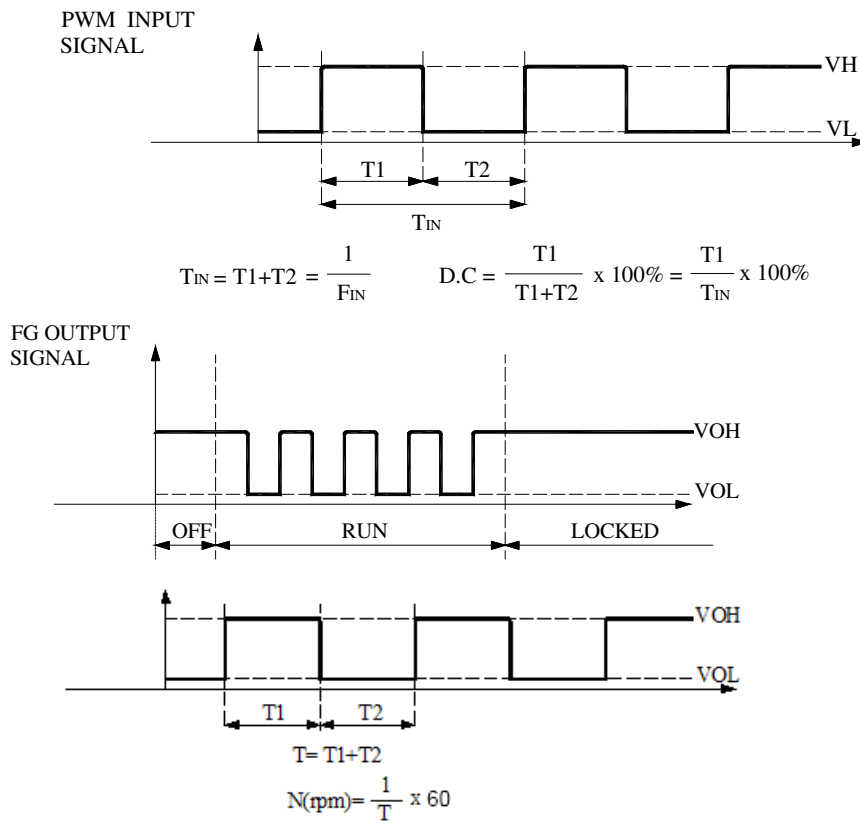 PWM INPUT
SIGNAL
VH
VL
T1 T2
TIN
TIN = T1+T2 = 1/FIN D.C = T1/T1+T2 x 100% = T1/TIN x 100%
FG OUTPUT
SIGNAL
VOH
VOL
OFF RUN LOCKED
VOH
VOL
T1 T2
T= T1+T2
N(rpm)= 1/T x 60